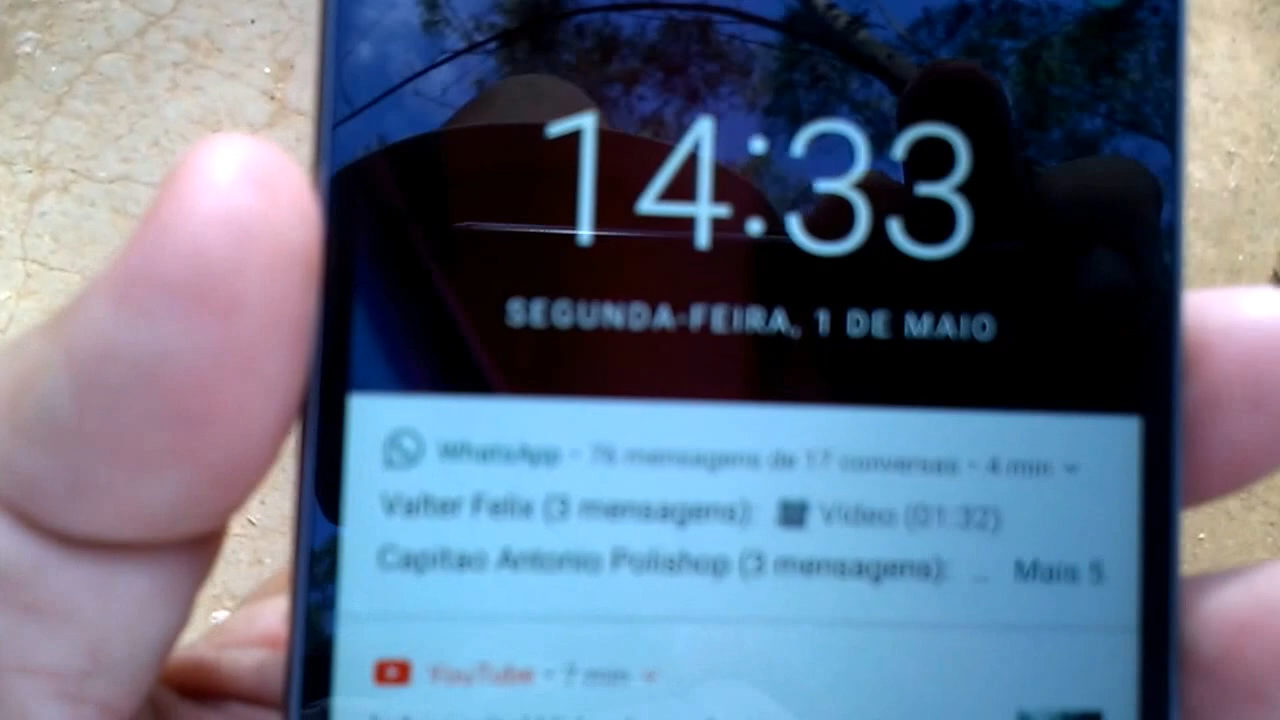 14:33
SEGUNDA-FEIRA, 1 DE MAIO
WhatsApp • 76 mensagens de 17 conversas • 4 min
Valter Felix (3 mensagens): Vídeo (01:32)
Capitao Antonio Polishop (3 mensagens): ... Mais 5
YouTube • 7 min